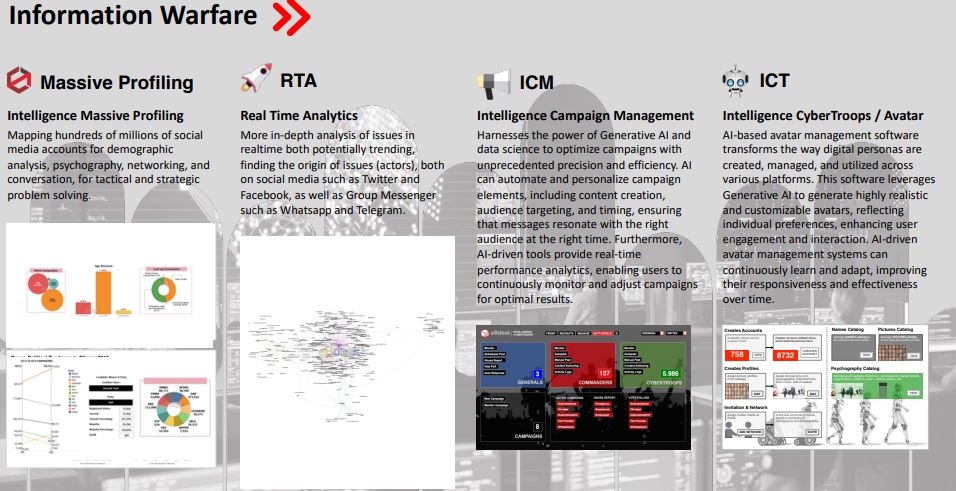 Information Warfare
Massive Profiling
Intelligence Massive Profiling
Mapping hundreds of millions of social
media accounts for demographic
analysis, psychography, networking, and
conversation, for tactical and strategic
problem solving.
RTA
Real Time Analytics
More in-depth analysis of issues in
realtime both potentially trending,
finding the origin of issues (actors), both
on social media such as Twitter and
Facebook, as well as Group Messenger
such as Whatsapp and Telegram.
ICM
Intelligence Campaign Management
Harnesses the power of Generative AI and
data science to optimize campaigns with
unprecedented precision and efficiency. AI
can automate and personalize campaign
elements, including content creation,
audience targeting, and timing, ensuring
that messages resonate with the right
audience at the right time. Furthermore,
AI-driven tools provide real-time
performance analytics, enabling users to
continuously monitor and adjust campaigns
for optimal results.
3
GENERALS
157
COMMANDERS
5.986
CYBERTROOPS
8
CAMPAIGNS
ICT
Intelligence CyberTroops / Avatar
AI-based avatar management software
transforms the way digital personas are
created, managed, and utilized across
various platforms. This software leverages
Generative AI to generate highly realistic
and customizable avatars, reflecting
individual preferences, enhancing user
engagement and interaction. AI-driven
avatar management systems can
continuously learn and adapt, improving
their responsiveness and effectiveness
over time.
Creates Accounts
758
8732
Names Catalog
Pictures Catalog
Creates Profiles
Psychography Catalog
Invitation & Network